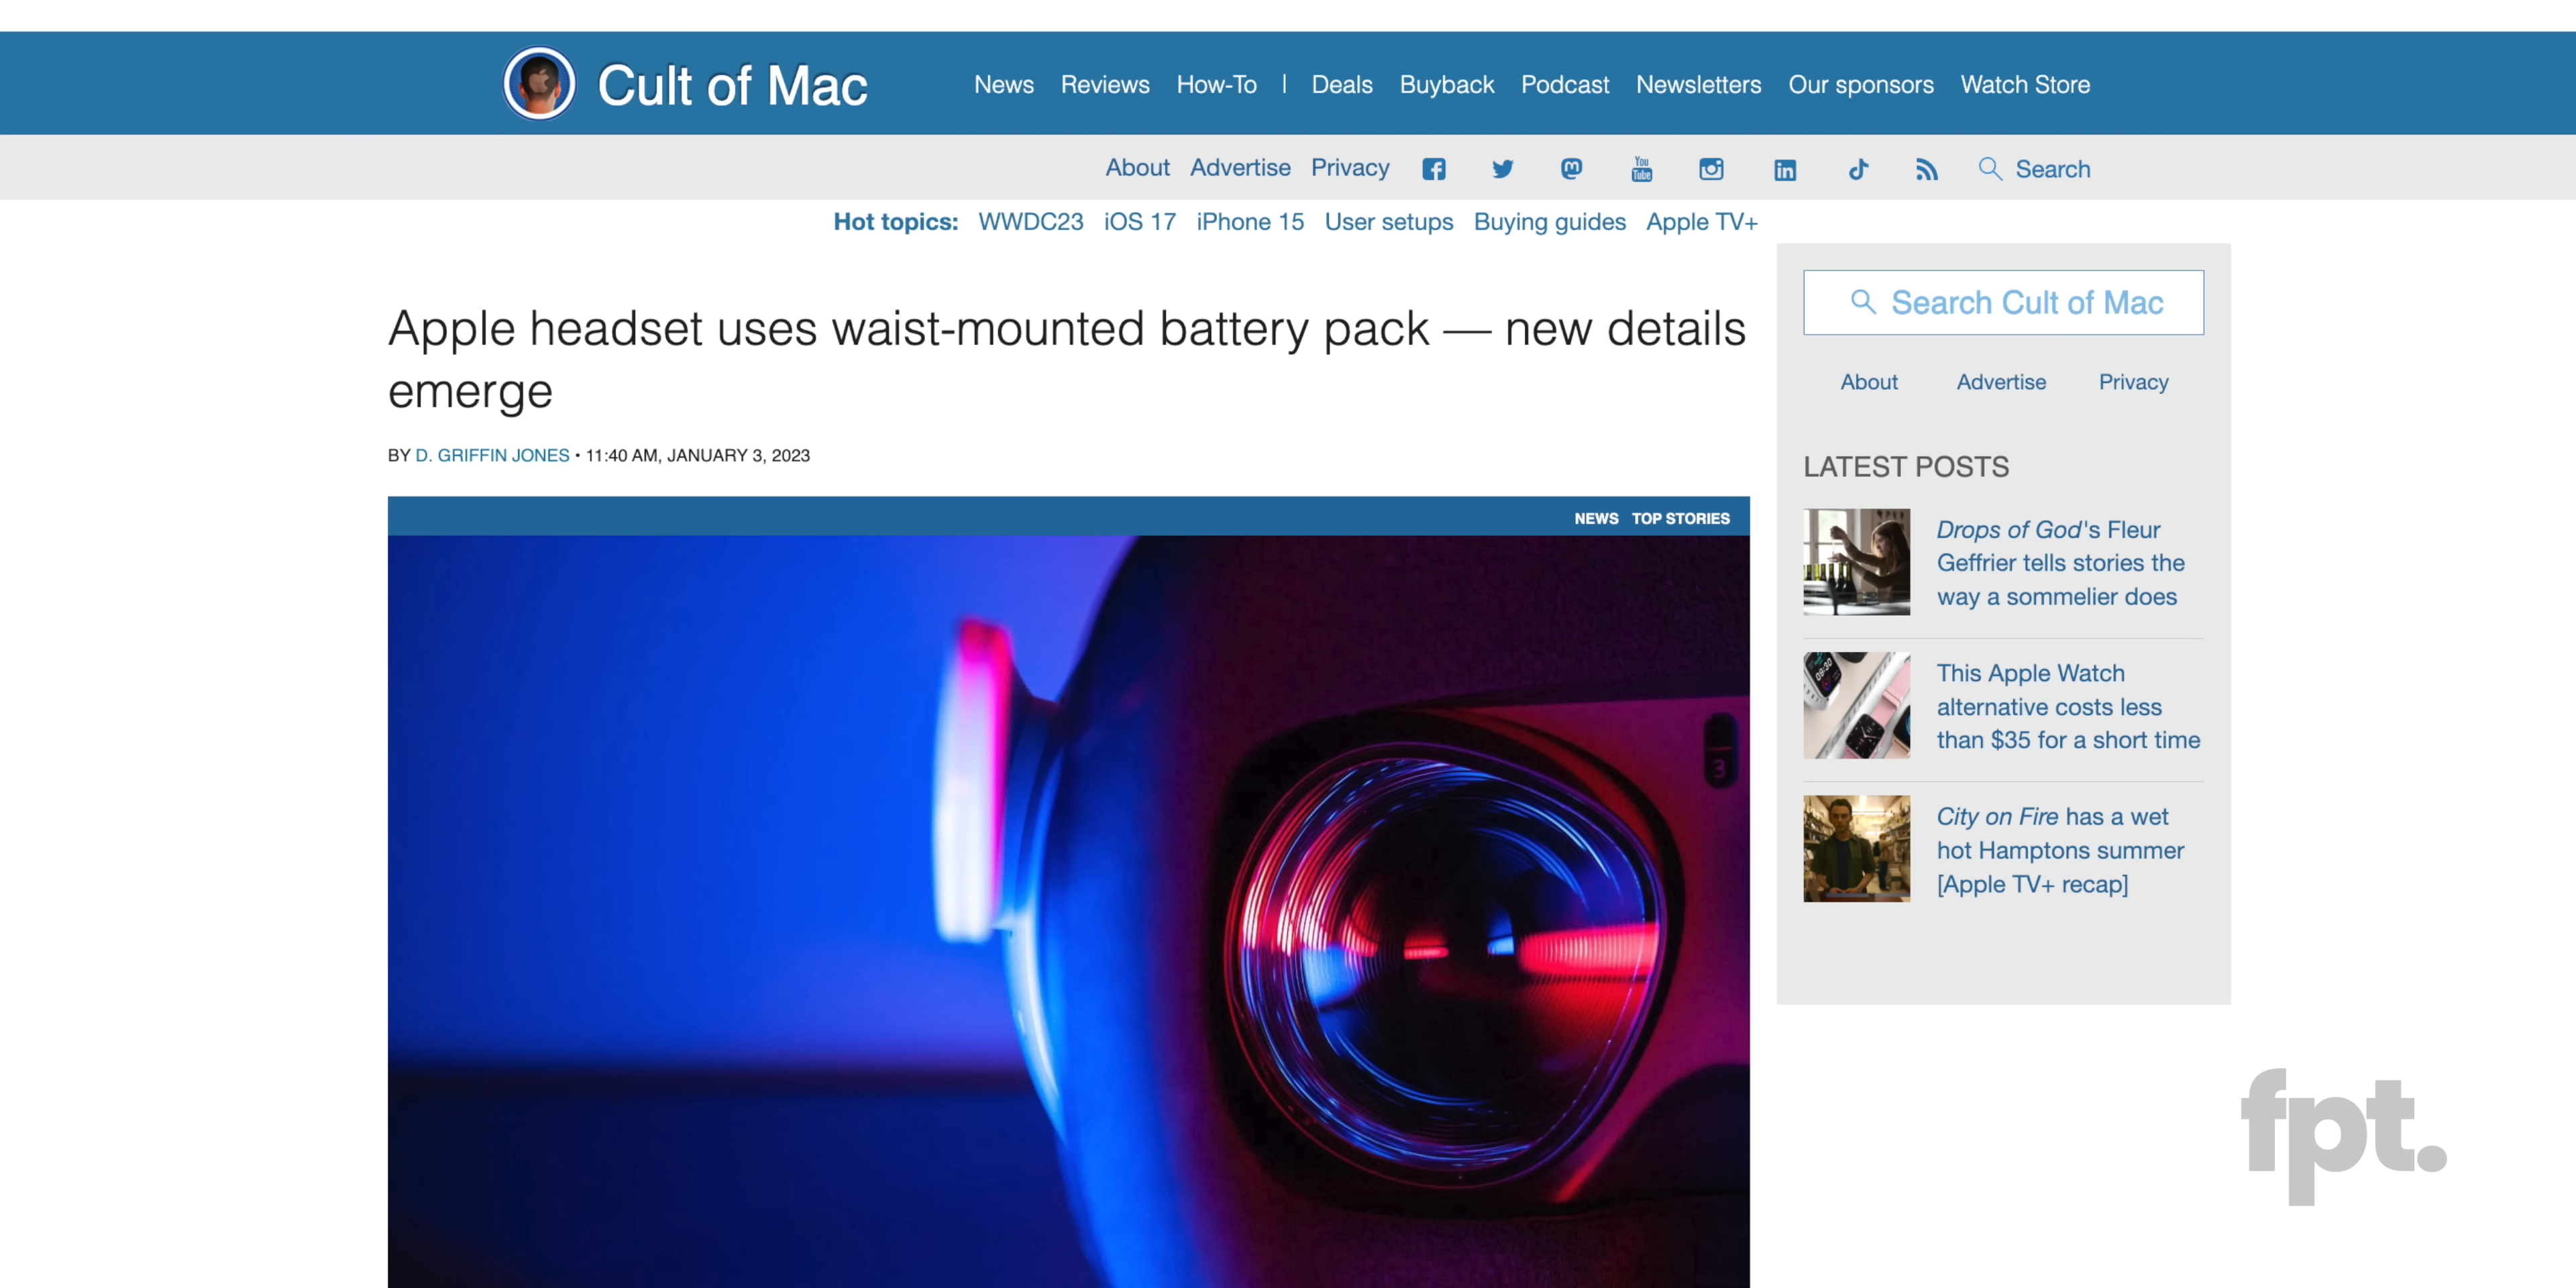 Cult of Mac
News Reviews How-To | Deals Buyback Podcast Newsletters Our sponsors Watch Store
About Advertise Privacy You Tube Search
Hot topics: WWDC23 iOS 17 iPhone 15 User setups Buying guides Apple TV+
Apple headset uses waist-mounted battery pack — new details
emerge
BY D. GRIFFIN JONES • 11:40 AM, JANUARY 3, 2023
NEWS TOP STORIES
3
Search Cult of Mac
About Advertise Privacy
LATEST POSTS
Drops of God's Fleur
Geffrier tells stories the
way a sommelier does
09:30
This Apple Watch
alternative costs less
than $35 for a short time
City on Fire has a wet
hot Hamptons summer
[Apple TV+ recap]
fpt.